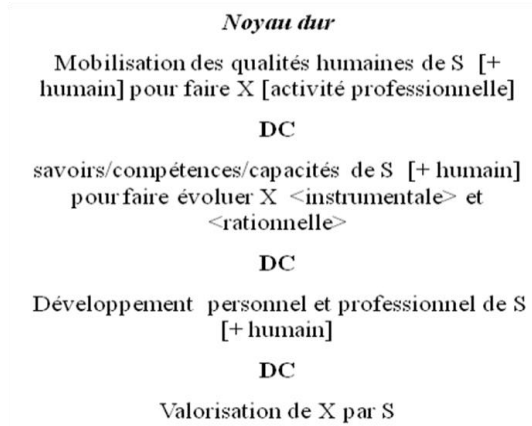 Noyau dur
Mobilisation des qualités humaines de S [+
humain] pour faire X [activité professionnelle]
DC
savoirs/compétences/capacités de S [+ humain]
pour faire évoluer X <instrumentale> et
<rationnelle>
DC
Développement personnel et professionnel de S
[+ humain]
DC
Valorisation de X par S